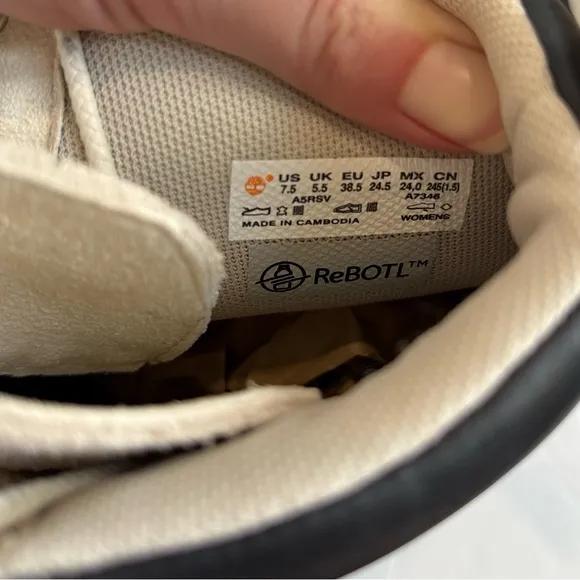 US UK EU JP MX CN
7.5 5.5 38.5 24.5 24,0 245(1.5)
A5RSV A7346
WOMENS
MADE IN CAMBODIA
ReBOTL™